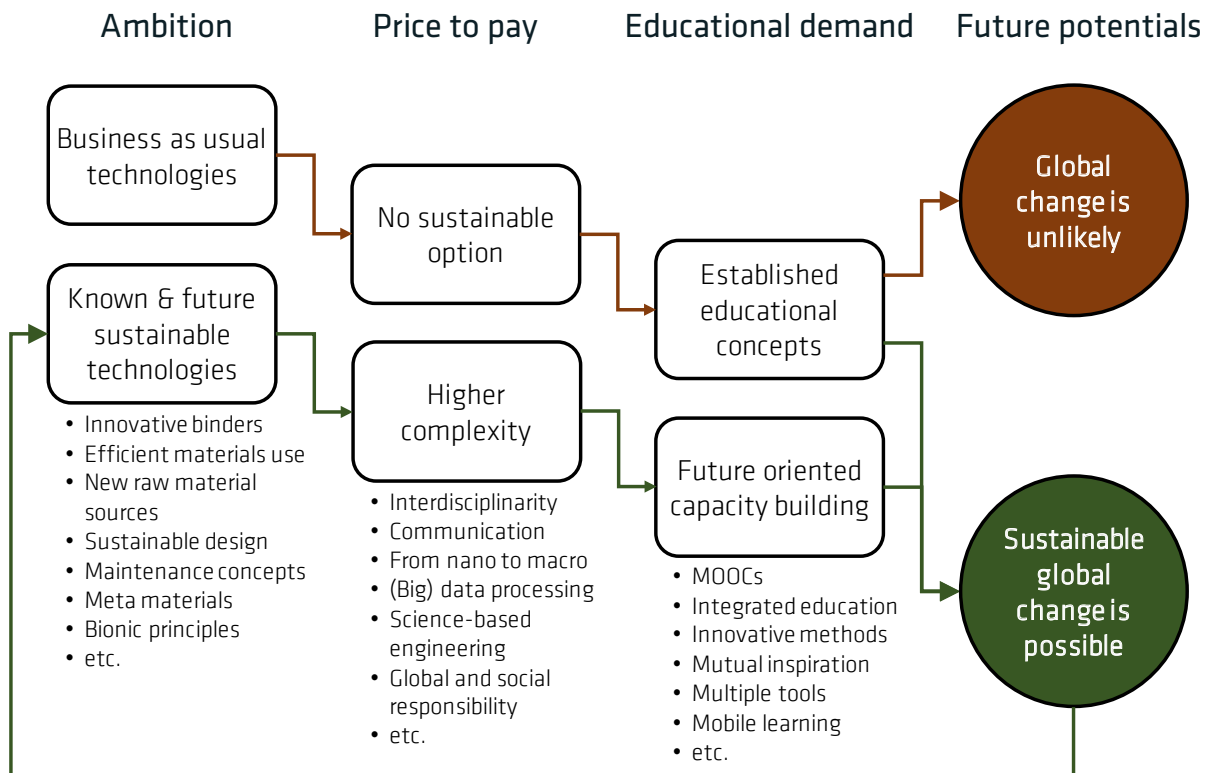 Ambition
Price to pay
Educational demand
Future potentials
Business as usual
technologies
No sustainable
option
Established
educational
concepts
Global
change is
unlikely
Known & future
sustainable
technologies
• Innovative binders
• Efficient materials use
• New raw material
sources
• Sustainable design
• Maintenance concepts
• Meta materials
• Bionic principles
• etc.
Higher
complexity
• Interdisciplinarity
• Communication
• From nano to macro
• (Big) data processing
• Science-based
engineering
• Global and social
responsibility
• etc.
Future oriented
capacity building
• MOOCs
• Integrated education
• Innovative methods
• Mutual inspiration
• Multiple tools
• Mobile learning
• etc.
Sustainable
global
change is
possible